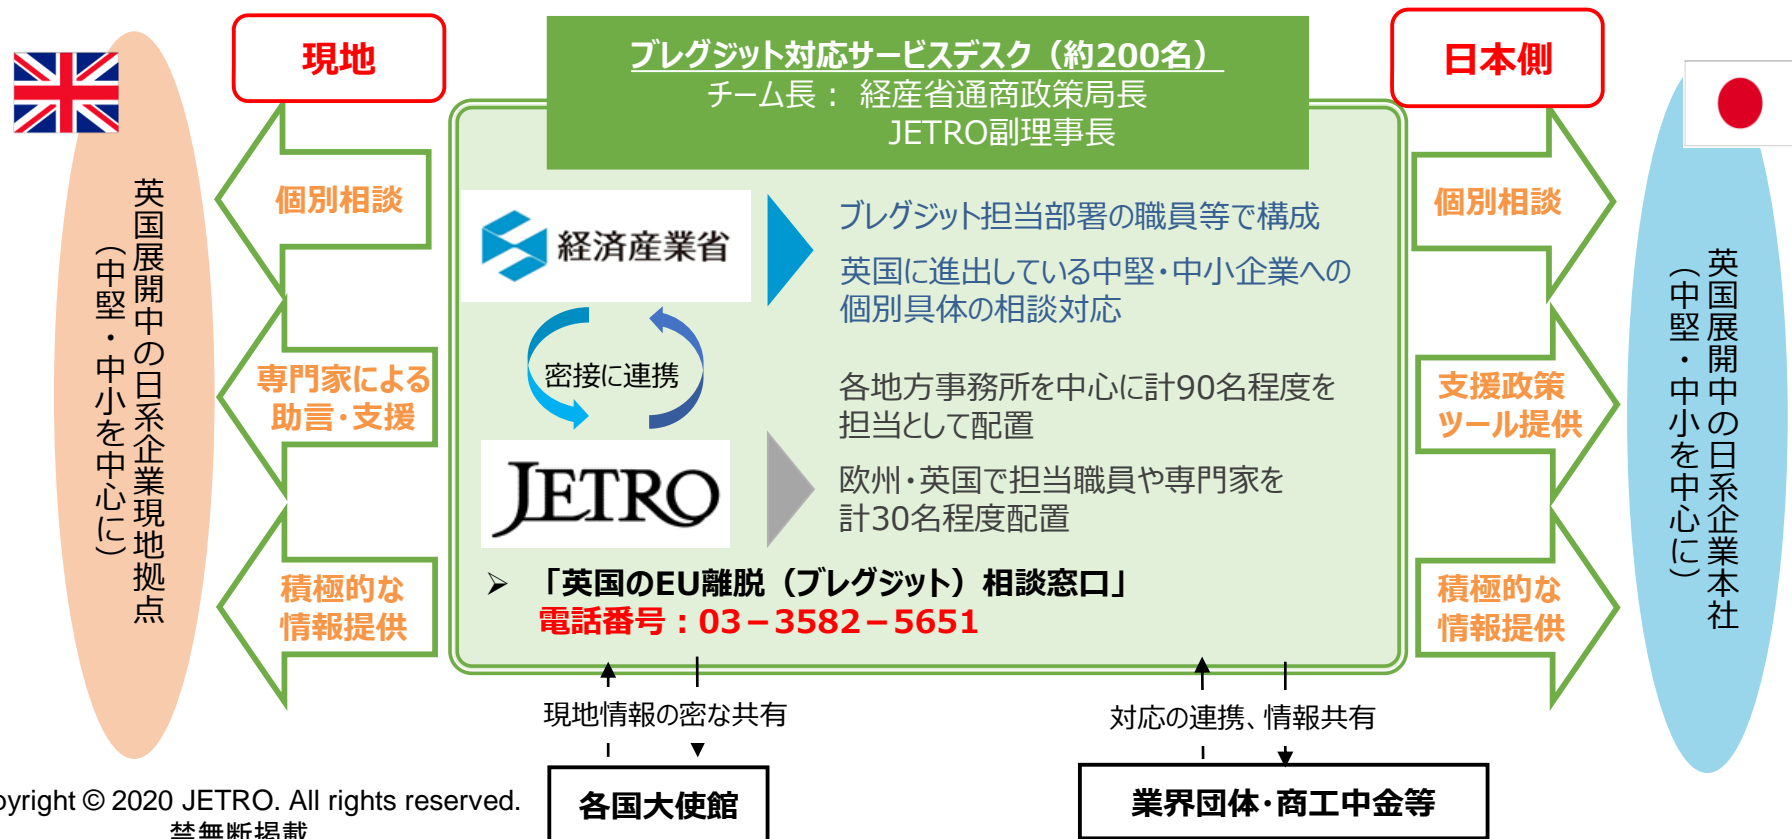 現地
ブレグジット対応サービスデスク（約200名）
チーム長： 経産省通商政策局長
JETRO副理事長
日本側
英国展開中の日系企業現地拠点
（中堅・中小を中心に）
個別相談
専門家による
助言・支援
積極的な
情報提供
経済産業省
ブレグジット担当部署の職員等で構成
英国に進出している中堅・中小企業への
個別具体の相談対応
密接に連携
JETRO
各地方事務所を中心に計90名程度を
担当として配置
欧州・英国で担当職員や専門家を
計30名程度配置
➢ 「英国のEU離脱（ブレグジット）相談窓口」
電話番号：03－3582－5651
個別相談
支援政策
ツール提供
積極的な
情報提供
英国展開中の日系企業本社
（中堅・中小を中心に）
現地情報の密な共有
対応の連携、情報共有
各国大使館
業界団体・商工中金等
opyright © 2020 JETRO. All rights reserved.
禁無断掲載